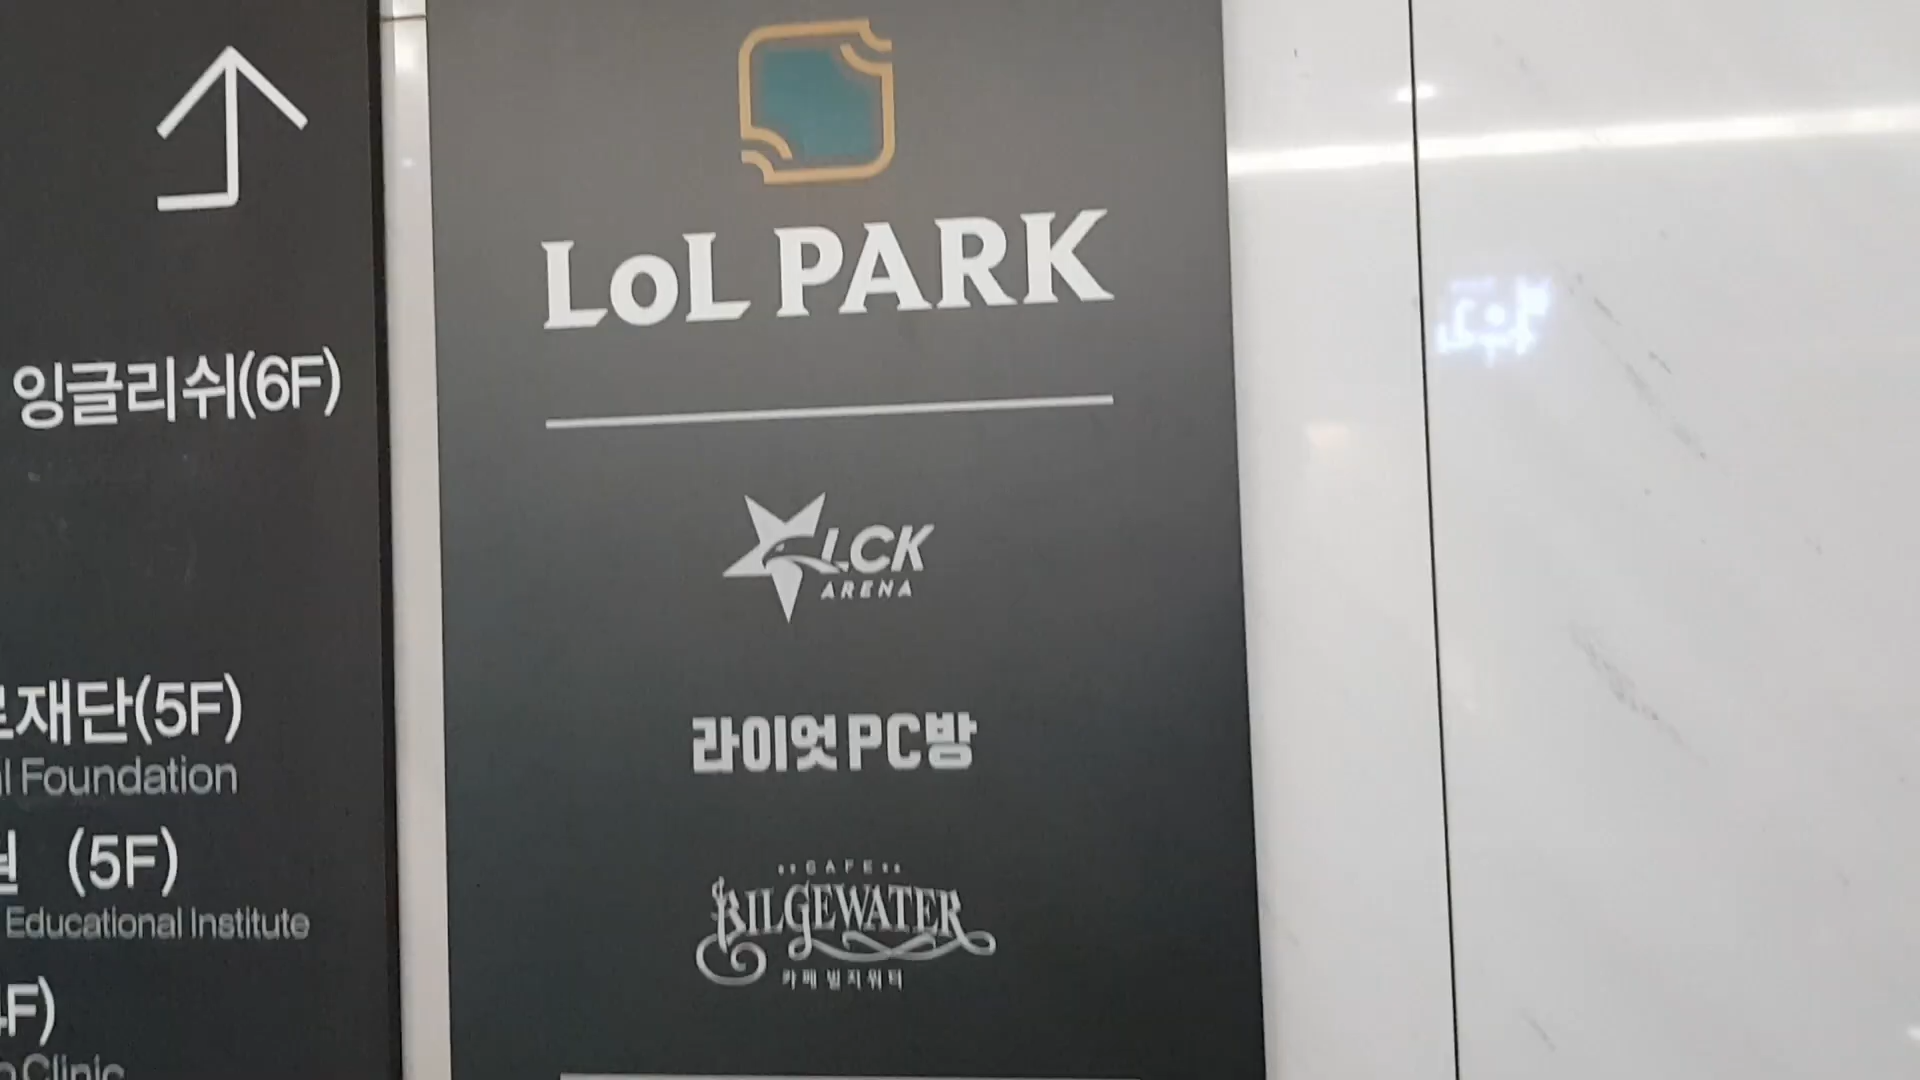 잉글리쉬(6F)
재단(5F)
Foundation
(5F)
Educational Institute
F)
Clinic
LoL PARK
LCK
ARENA
라이엇PC방
CAFE
BILGEWATER
카페 빌지워터